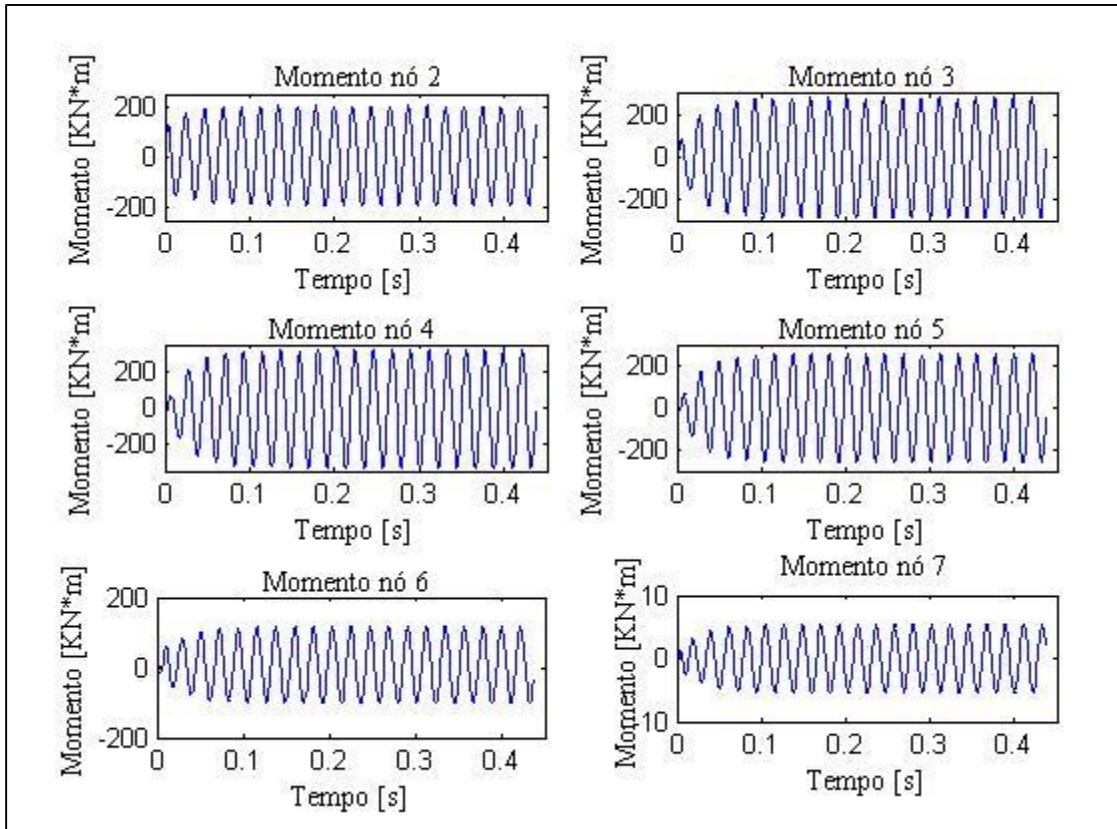 Momento nó 2
Momento [KN*m]
200
0
-200
0 0.1 0.2 0.3 0.4
Tempo [s]
Momento nó 3
Momento [KN*m]
200
0
-200
0 0.1 0.2 0.3 0.4
Tempo [s]
Momento nó 4
Momento [KN*m]
200
0
-200
0 0.1 0.2 0.3 0.4
Tempo [s]
Momento nó 5
Momento [KN*m]
200
0
-200
0 0.1 0.2 0.3 0.4
Tempo [s]
Momento nó 6
Momento [KN*m]
200
0
-200
0 0.1 0.2 0.3 0.4
Tempo [s]
Momento nó 7
Momento [KN*m]
10
0
10
0 0.1 0.2 0.3 0.4
Tempo [s]